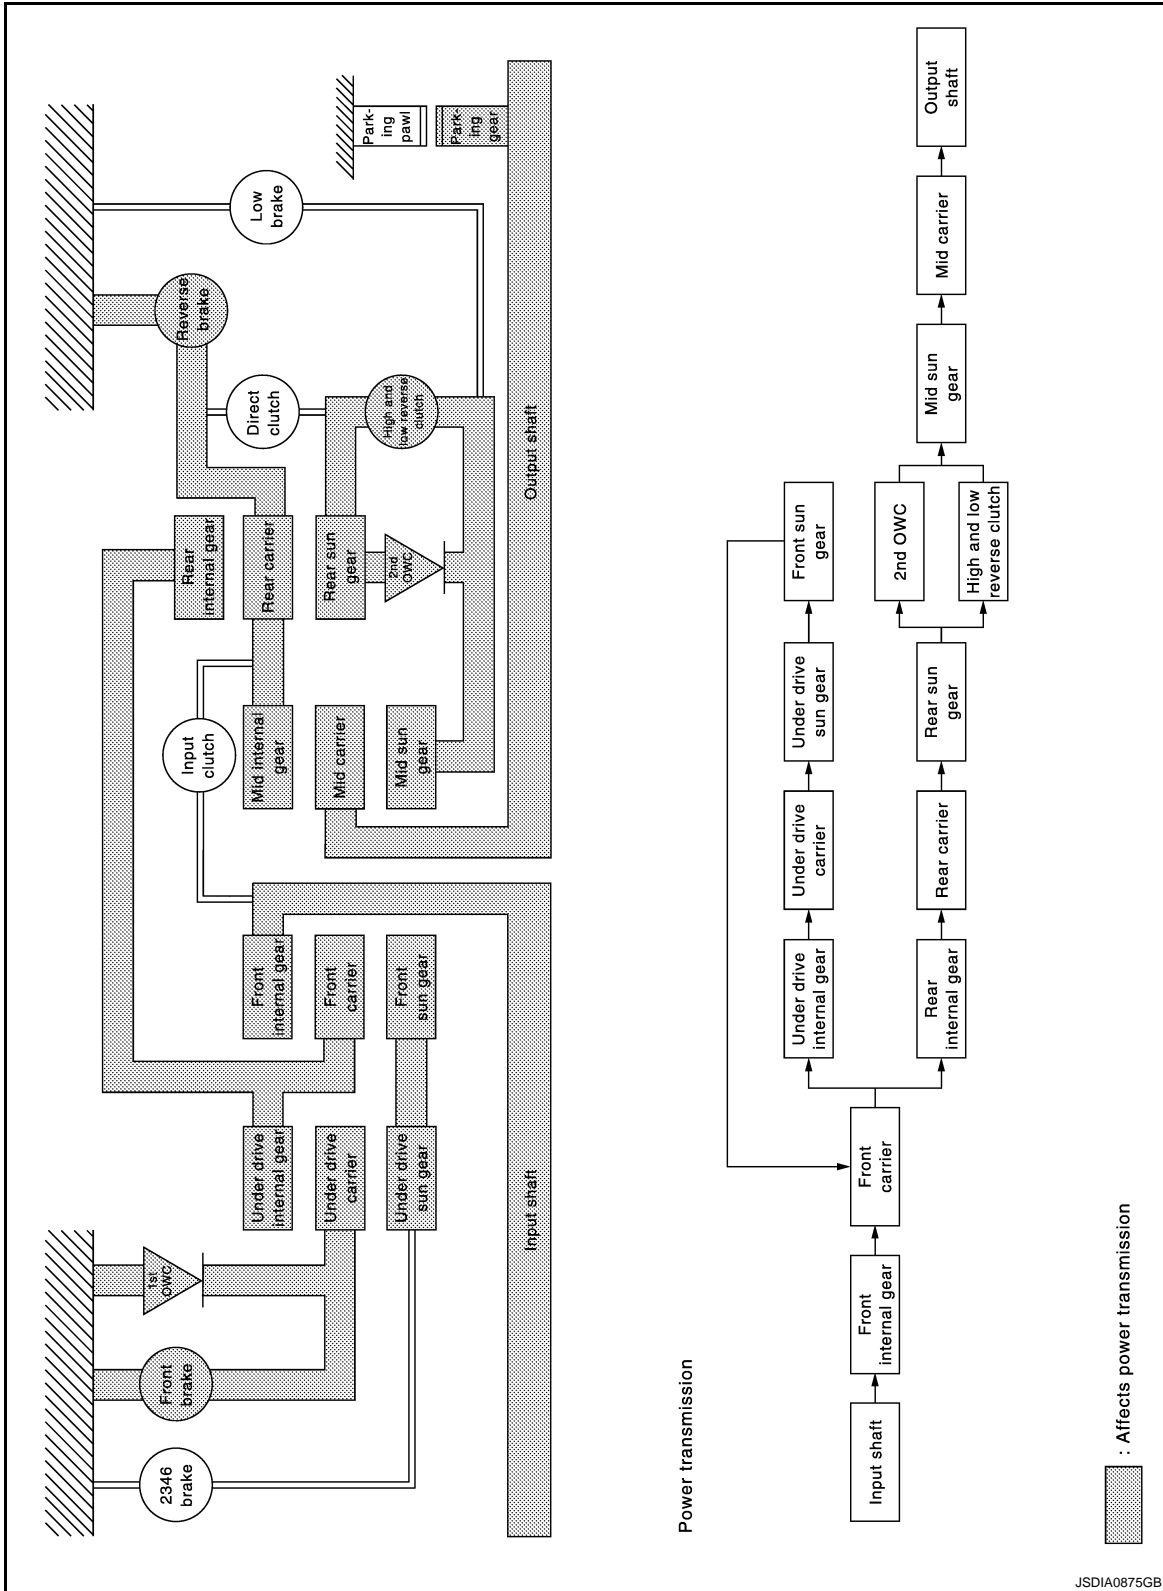 2346
brake
Front
brake
1st
OWC
Under drive
internal gear
Under drive
carrier
Under drive
sun gear
Front
internal gear
Front
carrier
Front
sun gear
Input shaft
Input
clutch
Mid internal
gear
Mid carrier
Mid sun
gear
Rear
internal gear
Rear carrier
Rear sun
gear
2nd
OWC
Direct
clutch
High and
low reverse
clutch
Reverse
brake
Low
brake
Park-
ing
pawl
Park-
ing
gear
Output shaft
Power transmission
Input shaft
Front
internal gear
Front
carrier
Under drive
internal gear
Under drive
carrier
Under drive
sun gear
Front sun
gear
Rear
internal gear
Rear carrier
Rear sun
gear
2nd OWC
High and low
reverse clutch
Mid sun
gear
Mid carrier
Output
shaft
: Affects power transmission
JSDIA0875GB